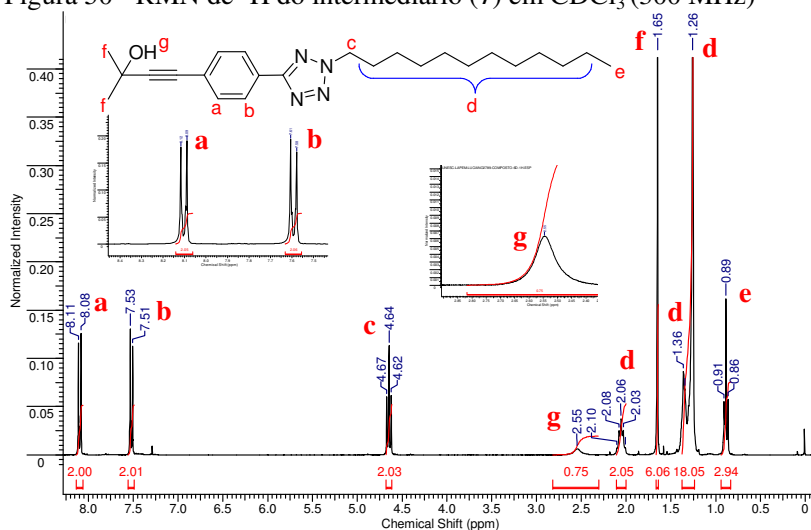 Figura 50 - RMN de ¹H do intermediário (7) em CDCl₃ (300 MHz)
OH g
f
f
a
b
N
N
N
N
c
d
e
a
b
g
f
1.65
1.26
d
Normalized Intensity
0.40
0.35
0.30
0.25
0.20
0.15
0.10
0.05
0
8.11
8.08
a
7.53
7.51
b
c
4.67
4.64
4.62
g
2.55
2.10
2.08
2.06
2.03
d
d
1.36
e
0.91
0.89
0.86
2.00 2.01 2.03 0.75 2.05 6.06 18.05 2.94
8.0 7.5 7.0 6.5 6.0 5.5 5.0 4.5 4.0 3.5 3.0 2.5 2.0 1.5 1.0 0.5 0
Chemical Shift (ppm)